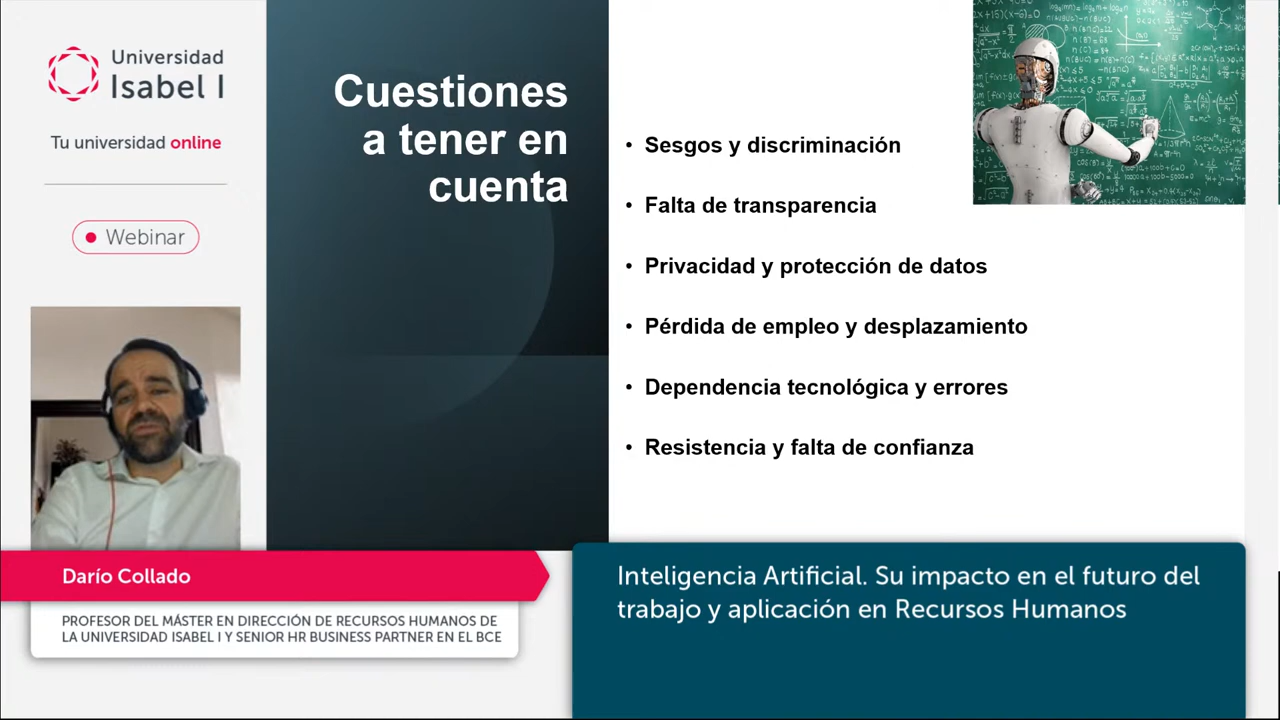 Universidad
Isabel I
Tu universidad online
Webinar
Cuestiones
a tener en
cuenta
• Sesgos y discriminación
• Falta de transparencia
• Privacidad y protección de datos
• Pérdida de empleo y desplazamiento
• Dependencia tecnológica y errores
• Resistencia y falta de confianza
Darío Collado
PROFESOR DEL MÁSTER EN DIRECCIÓN DE RECURSOS HUMANOS DE
LA UNIVERSIDAD ISABEL I Y SENIOR HR BUSINESS PARTNER EN EL BCE
Inteligencia Artificial. Su impacto en el futuro del
trabajo y aplicación en Recursos Humanos